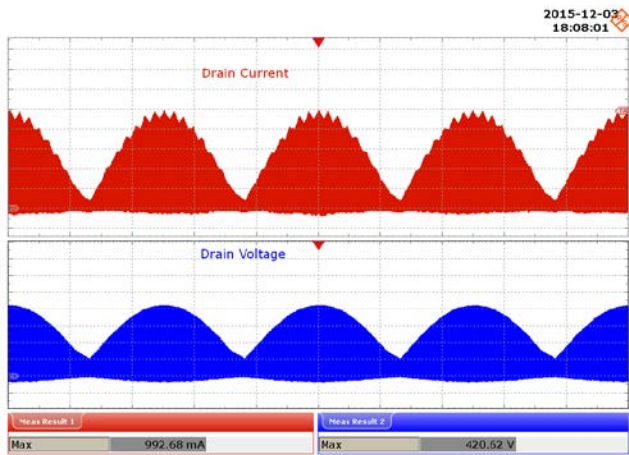 2015-12-03
18:08:01
Drain Current
Drain Voltage
Meas Result 1
Meas Result 2
Max 992.68 mA
Max 420.62 V